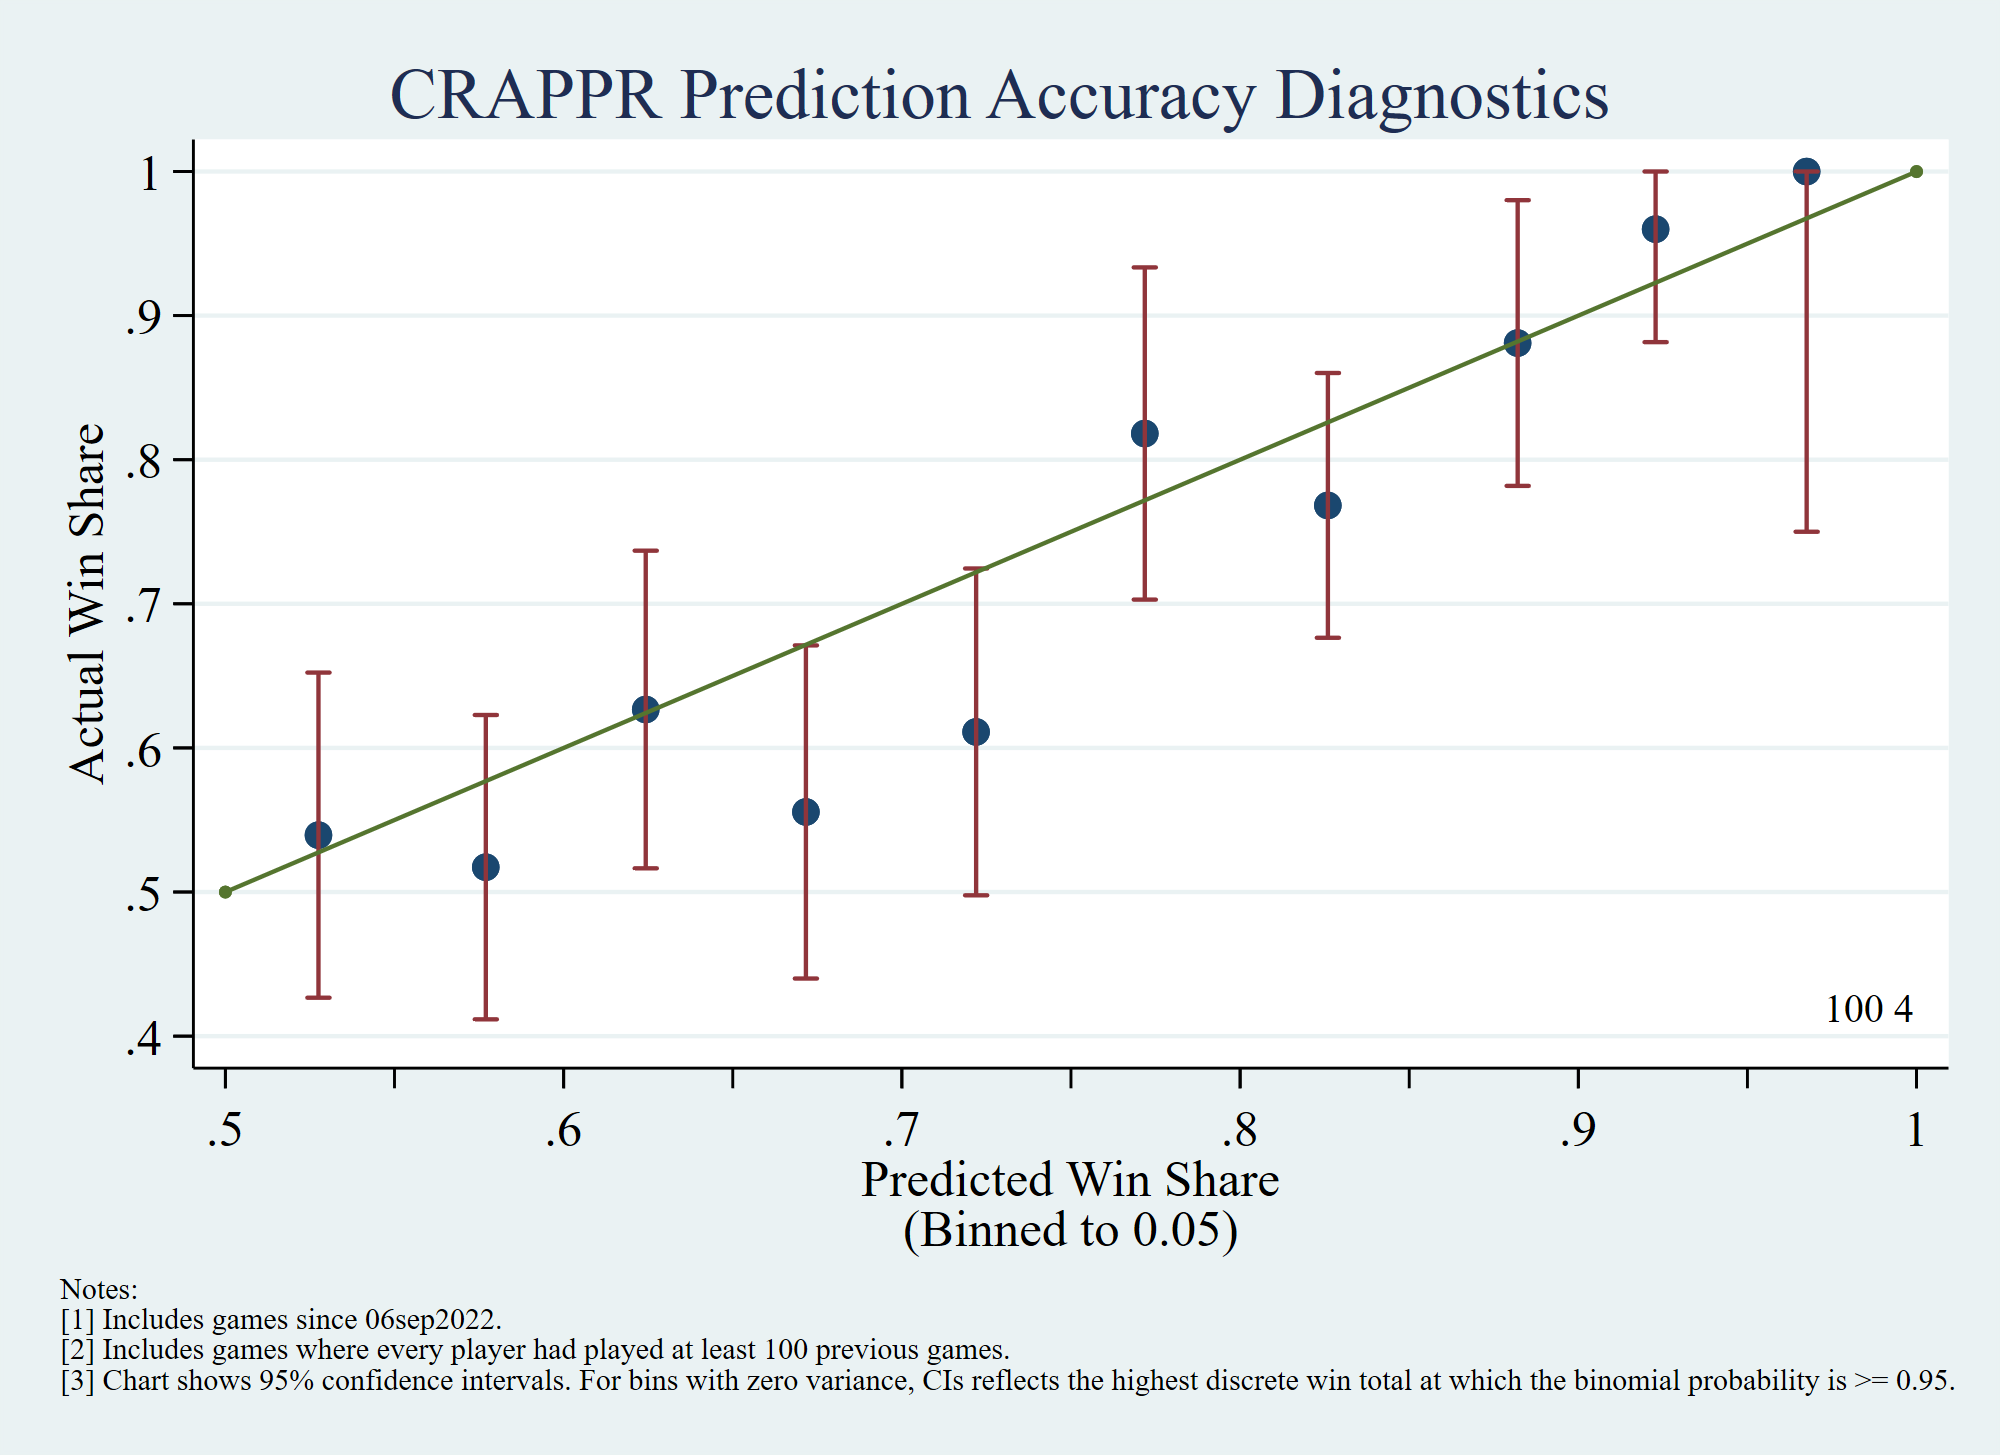 CRAPPR Prediction Accuracy Diagnostics
Actual Win Share
1
.9
.8
.7
.6
.5
.4
100 4
.5 .6 .7 .8 .9 1
Predicted Win Share
(Binned to 0.05)
Notes:
[1] Includes games since 06sep2022.
[2] Includes games where every player had played at least 100 previous games.
[3] Chart shows 95% confidence intervals. For bins with zero variance, CIs reflects the highest discrete win total at which the binomial probability is >= 0.95.